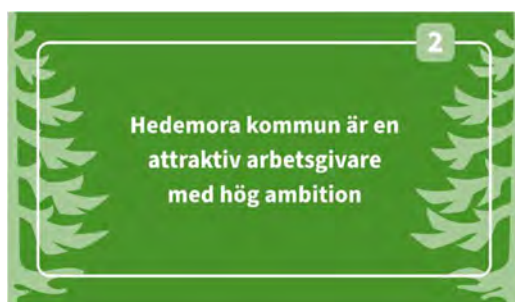 2
Hedemora kommun är en
attraktiv arbetsgivare
med hög ambition